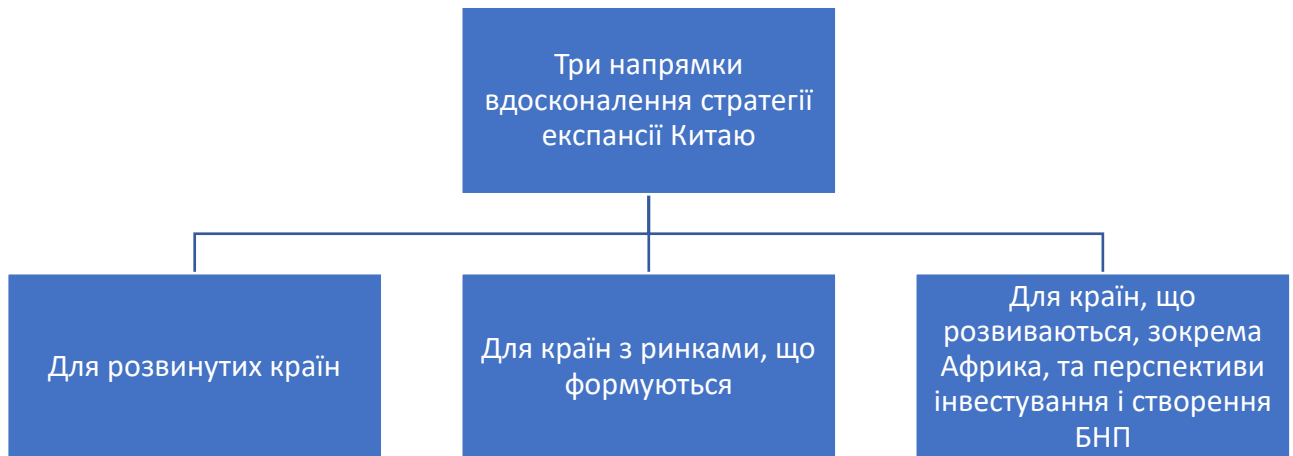 Три напрямки
вдосконалення стратегії
експансії Китаю
Для розвинутих країн
Для країн з ринками, що
формуються
Для країн, що
розвиваються, зокрема
Африка, та перспективи
інвестування і створення
БНП